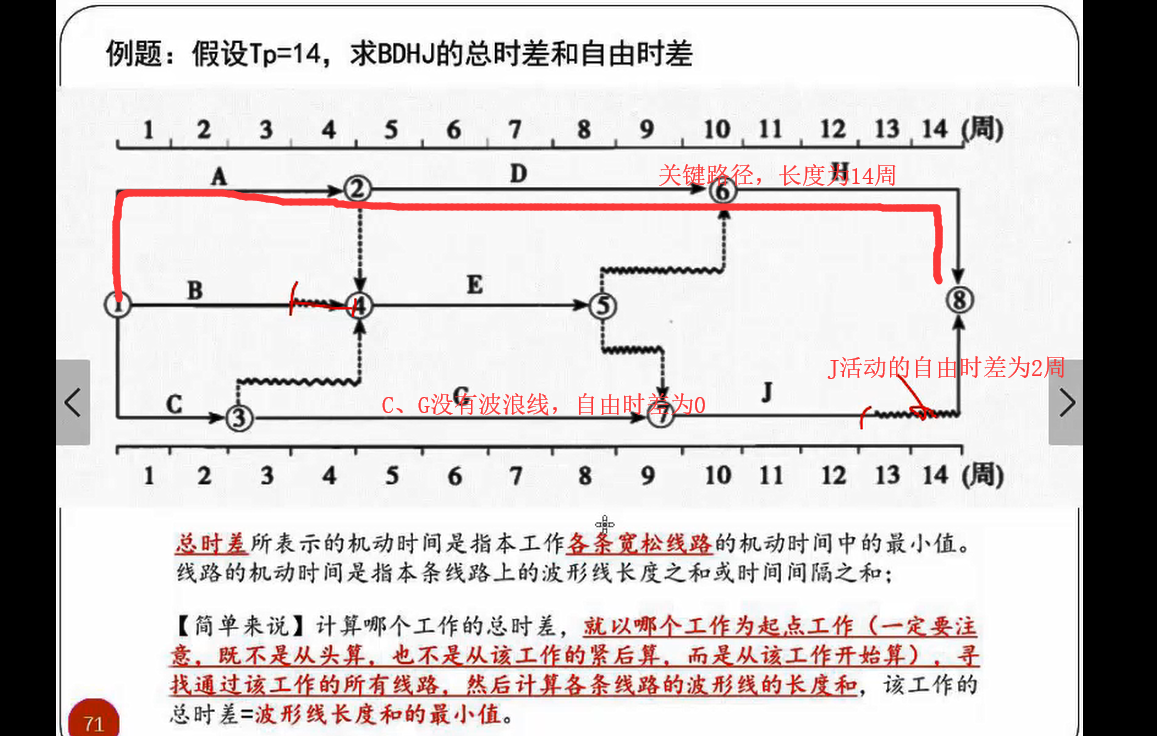 例题：假设Tp=14，求BDHJ的总时差和自由时差
1 2 3 4 5 6 7 8 9 10 11 12 13 14 (周)
A D H
关键路径，长度为14周
2 6
B E
1 4 5 8
J活动的自由时差为2周
C G J
C、G没有波浪线，自由时差为0
3 7
1 2 3 4 5 6 7 8 9 10 11 12 13 14 (周)
总时差所表示的机动时间是指本工作各条宽松线路的机动时间中的最小值。
线路的机动时间是指本条线路上的波形线长度之和或时间间隔之和；
【简单来说】计算哪个工作的总时差，就以哪个工作为起点工作（一定要注
意，既不是从头算，也不是从该工作的紧后算，而是从该工作开始算），寻
找通过该工作的所有线路，然后计算各条线路的波形线的长度和，该工作的
总时差=波形线长度和的最小值。
71